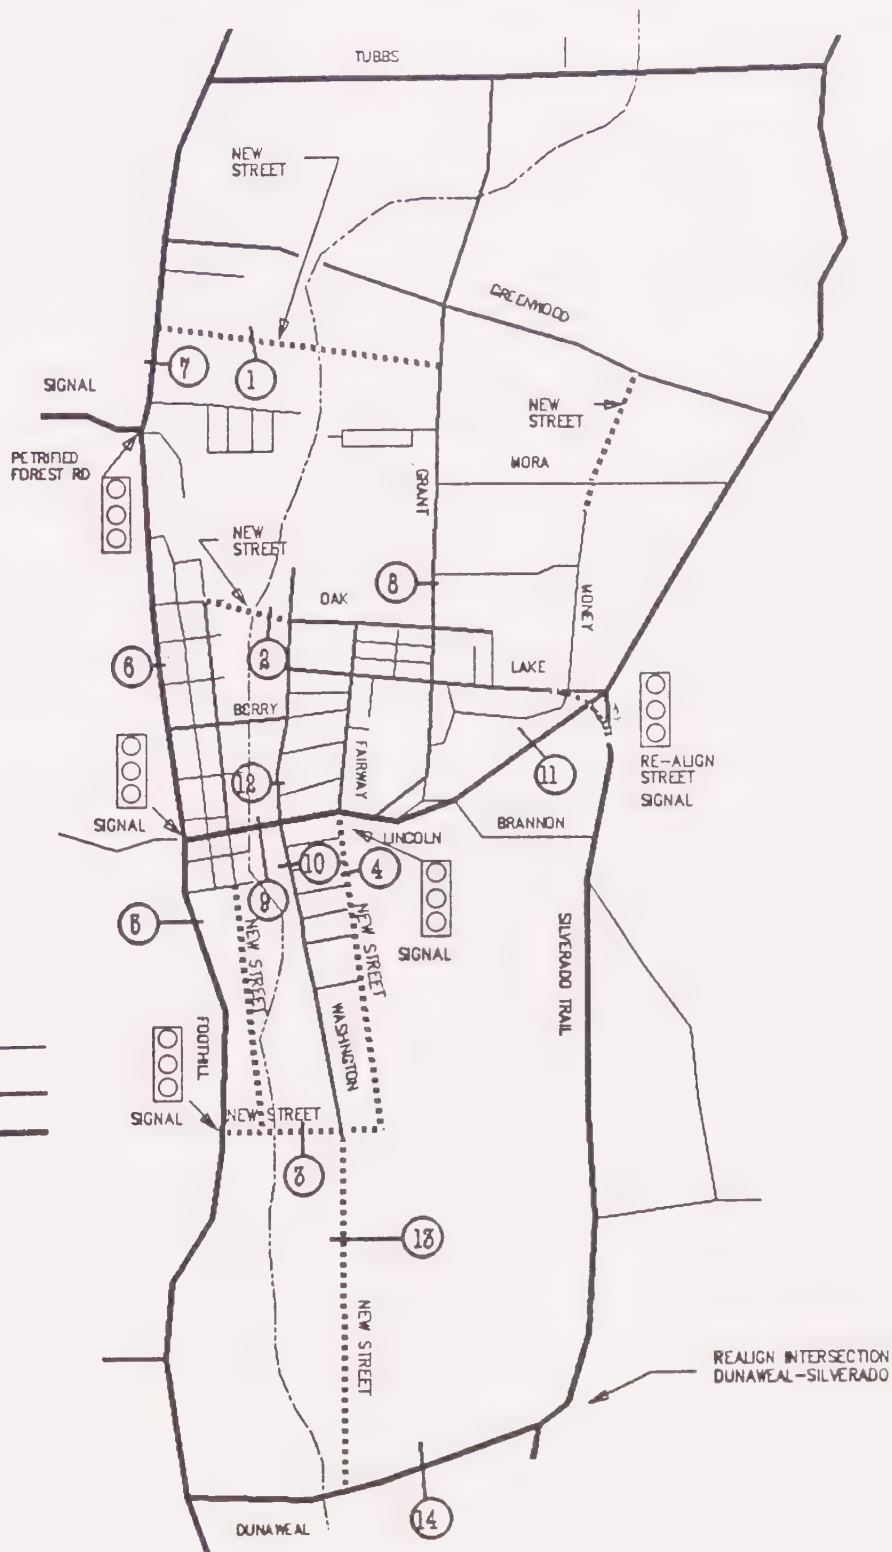 TUBBS
NEW
STREET
GREENWOOD
7
1
SIGNAL
NEW
STREET
PETRIFIED
FOREST RD
MORA
GRANT
NEW
STREET
8
OAK
WONEY
2
6
LAKE
BERRY
FAIRWAY
12
11
RE-ALIGN
STREET
SIGNAL
SIGNAL
LINCOLN
BRANNON
10
4
9
5
NEW STREET
NEW STREET
SIGNAL
SILVERADO TRAIL
FOOTHILL
WASHINGTON
SIGNAL
NEW STREET
3
13
NEW STREET
REALIGN INTERSECTION
DUNAWEAL-SILVERADO
DUNAWEAL
14